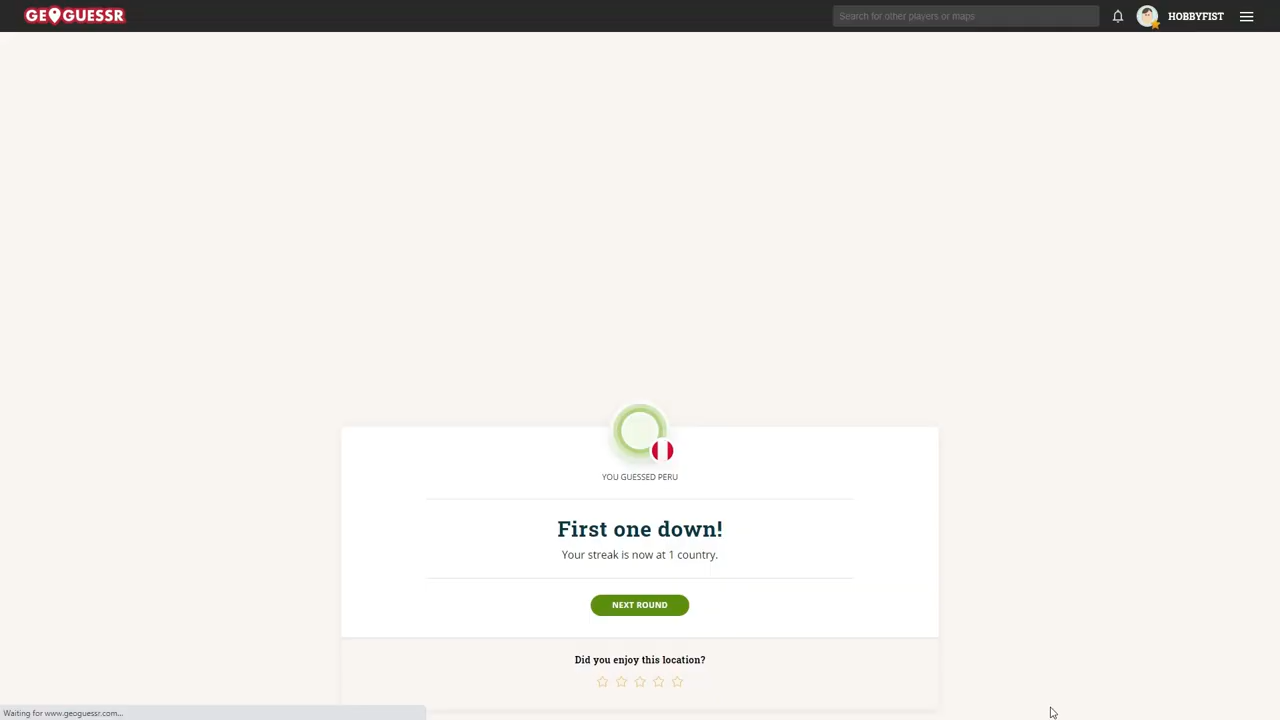 GEOGUESSR
Search for other players or maps
HOBBYFIST
YOU GUESSED PERU
First one down!
Your streak is now at 1 country.
NEXT ROUND
Did you enjoy this location?
Waiting for www.geoguessr.com...